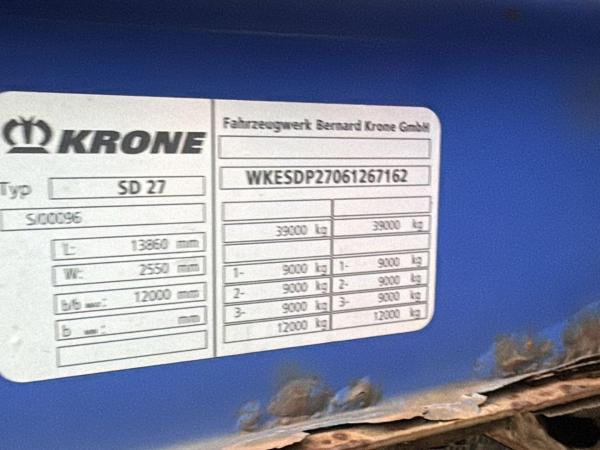 KRONE
Typ SD 27
S/00096
L: 13860 mm
W: 2550 mm
b/b : 12000 mm
b : mm
Fahrzeugwerk Bernard Krone GmbH
WKESDP27061267162
39000 kg 39000 kg
1- 9000 kg 1- 9000 kg
2- 9000 kg 2- 9000 kg
3- 9000 kg 3- 9000 kg
12000 kg 12000 kg